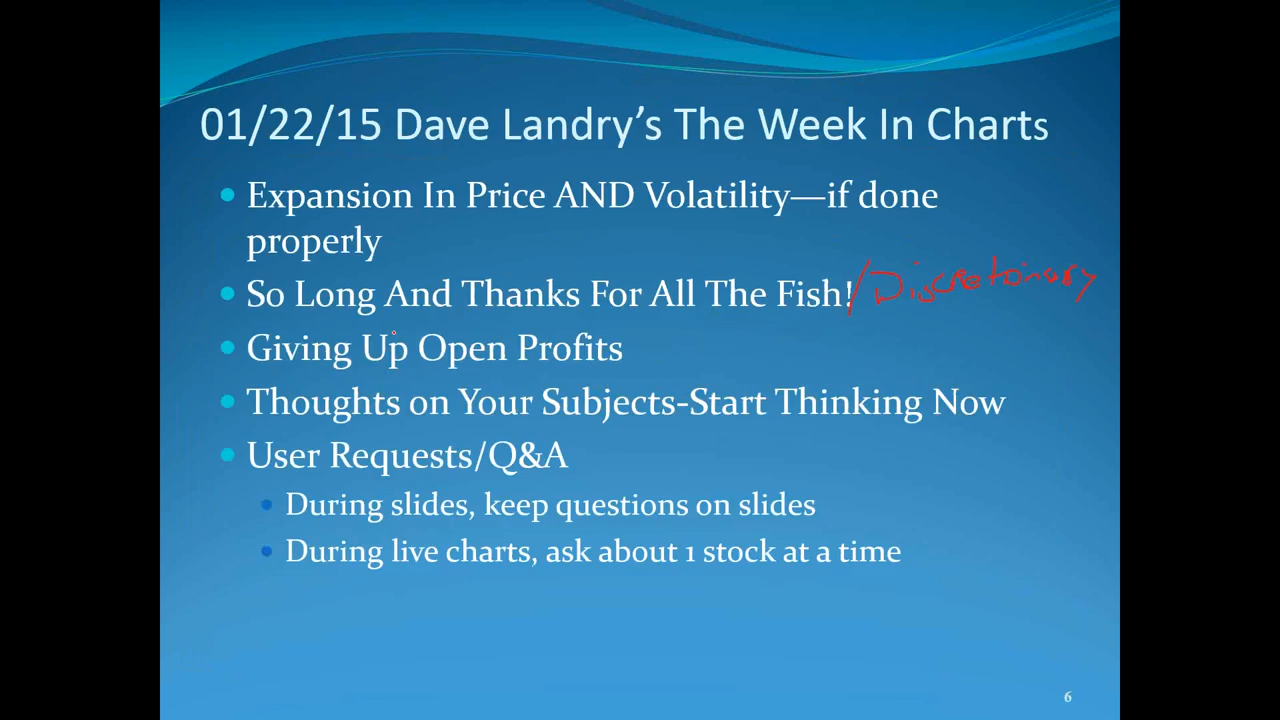 01/22/15 Dave Landry's The Week In Charts
Expansion In Price AND Volatility—if done
properly
So Long And Thanks For All The Fish! /Discretionary
Giving Up Open Profits
Thoughts on Your Subjects-Start Thinking Now
User Requests/Q&A
During slides, keep questions on slides
During live charts, ask about 1 stock at a time
6